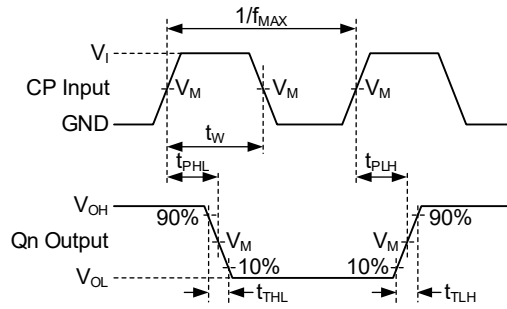 1/fMAX
VI
CP Input
VM VM VM
GND
tW
tPHL tPLH
VOH
90% 90%
Qn Output
VM VM
10% 10%
VOL
tTHL tTLH